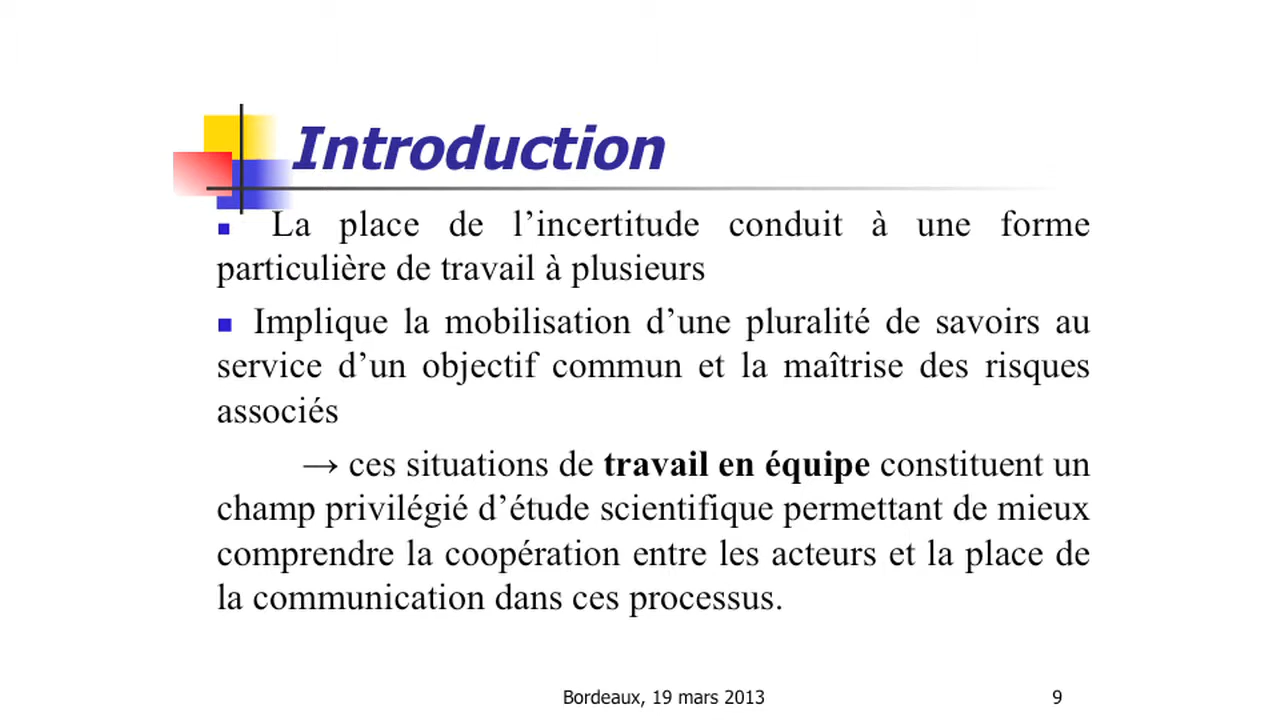 Introduction
La place de l’incertitude conduit à une forme
particulière de travail à plusieurs
Implique la mobilisation d’une pluralité de savoirs au
service d’un objectif commun et la maîtrise des risques
associés
→ ces situations de travail en équipe constituent un
champ privilégié d’étude scientifique permettant de mieux
comprendre la coopération entre les acteurs et la place de
la communication dans ces processus.
Bordeaux, 19 mars 2013 9